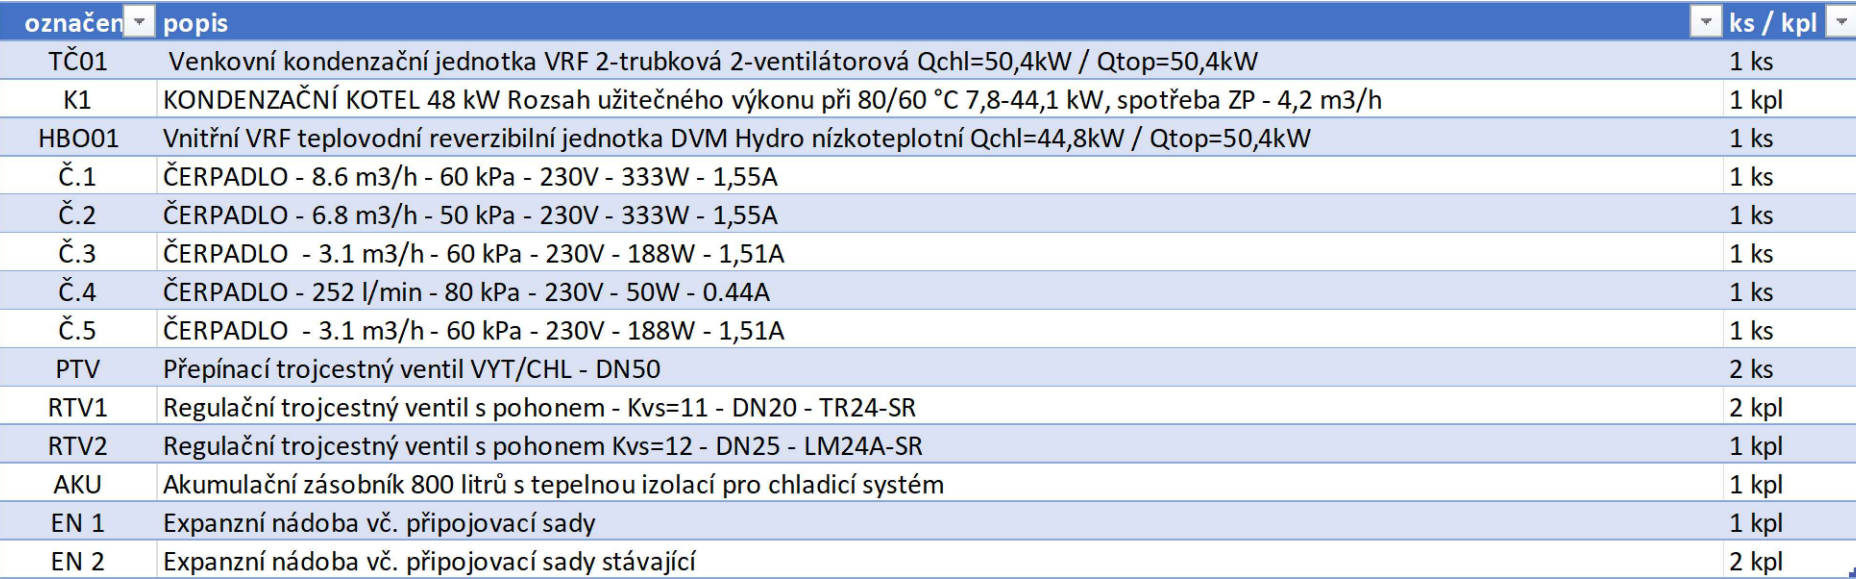 označen popis ks / kpl
TČ01 Venkovní kondenzační jednotka VRF 2-trubková 2-ventilátorová Qchl=50,4kW / Qtop=50,4kW 1 ks
K1 KONDENZAČNÍ KOTEL 48 kW Rozsah užitečného výkonu při 80/60 °C 7,8-44,1 kW, spotřeba ZP - 4,2 m3/h 1 kpl
HBO01 Vnitřní VRF teplovodní reverzibilní jednotka DVM Hydro nízkoteplotní Qchl=44,8kW / Qtop=50,4kW 1 ks
Č.1 ČERPADLO - 8.6 m3/h - 60 kPa - 230V - 333W - 1,55A 1 ks
Č.2 ČERPADLO - 6.8 m3/h - 50 kPa - 230V - 333W - 1,55A 1 ks
Č.3 ČERPADLO - 3.1 m3/h - 60 kPa - 230V - 188W - 1,51A 1 ks
Č.4 ČERPADLO - 252 l/min - 80 kPa - 230V - 50W - 0.44A 1 ks
Č.5 ČERPADLO - 3.1 m3/h - 60 kPa - 230V - 188W - 1,51A 1 ks
PTV Přepínací trojcestný ventil VYT/CHL - DN50 2 ks
RTV1 Regulační trojcestný ventil s pohonem - Kvs=11 - DN20 - TR24-SR 2 kpl
RTV2 Regulační trojcestný ventil s pohonem Kvs=12 - DN25 - LM24A-SR 1 kpl
AKU Akumulační zásobník 800 litrů s tepelnou izolací pro chladicí systém 1 kpl
EN 1 Expanzní nádoba vč. připojovací sady 1 kpl
EN 2 Expanzní nádoba vč. připojovací sady stávající 2 kpl